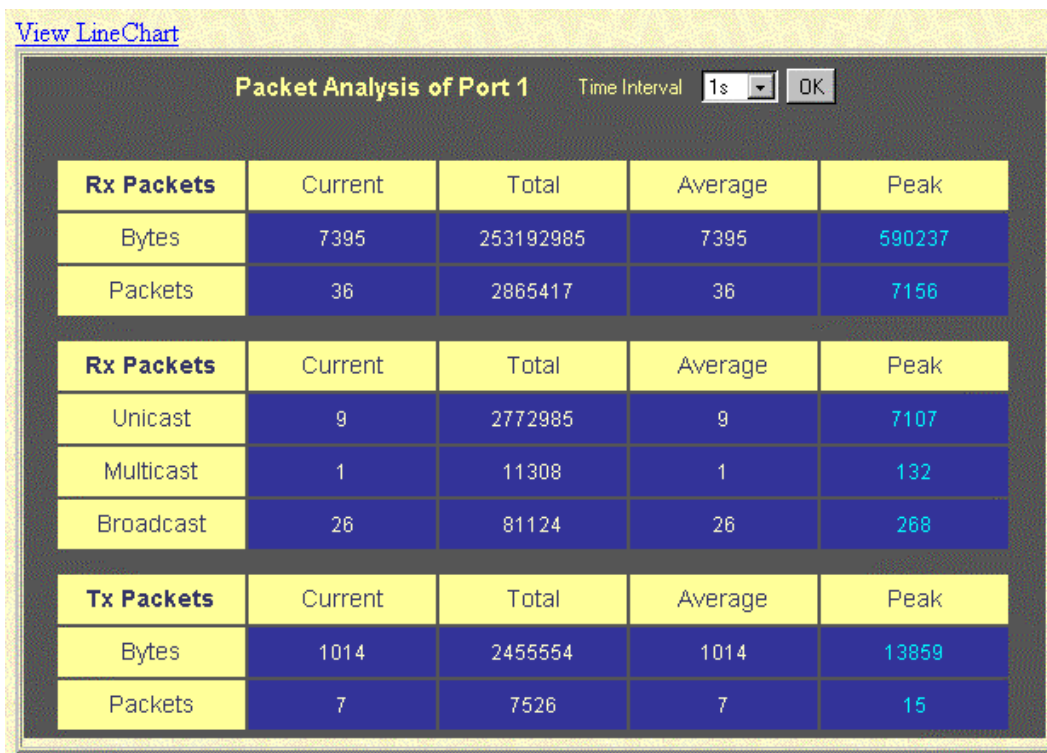 View LineChart
Packet Analysis of Port 1 Time Interval 1s OK
Rx Packets Current Total Average Peak
Bytes 7395 253192985 7395 590237
Packets 36 2865417 36 7156
Rx Packets Current Total Average Peak
Unicast 9 2772985 9 7107
Multicast 1 11308 1 132
Broadcast 26 81124 26 268
Tx Packets Current Total Average Peak
Bytes 1014 2455554 1014 13859
Packets 7 7526 7 15